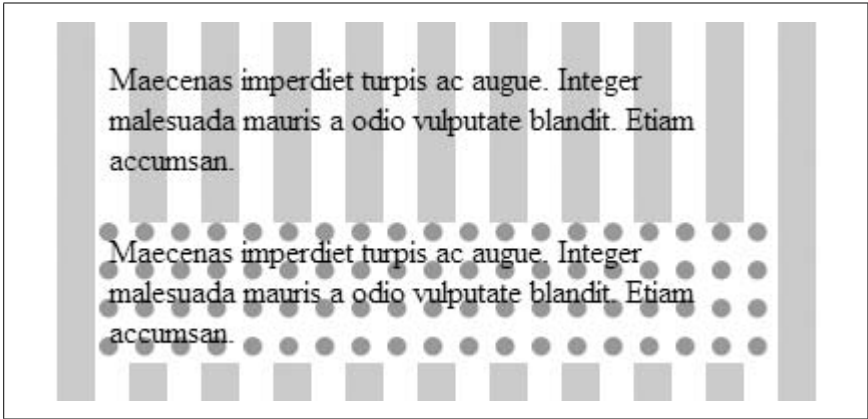 Maecenas imperdiet turpis ac augue. Integer
malesuada mauris a odio vulputate blandit. Etiam
accumsan.
Maecenas imperdiet turpis ac augue. Integer
malesuada mauris a odio vulputate blandit. Etiam
accumsan.